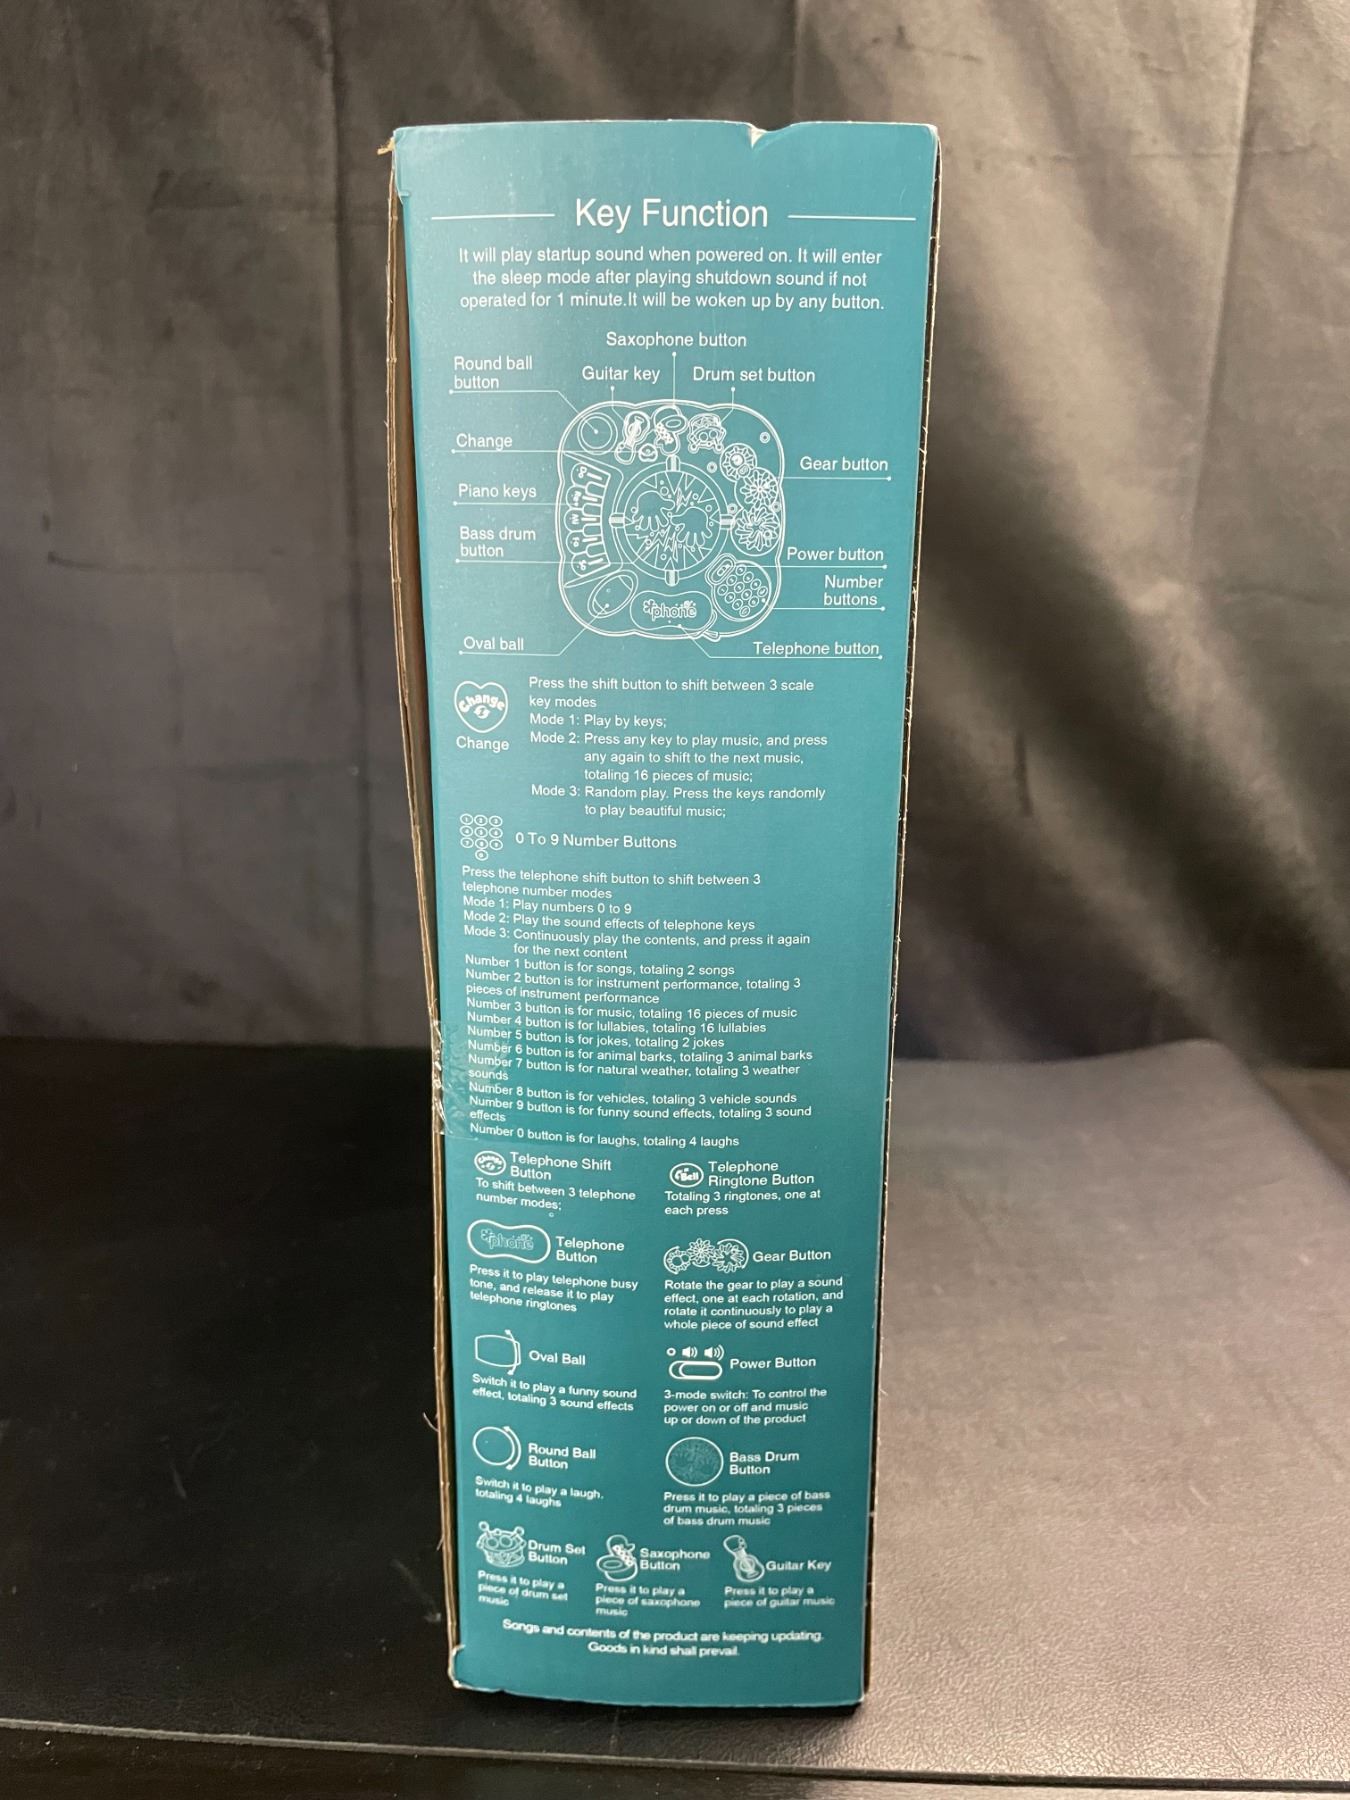 Key Function
It will play startup sound when powered on. It will enter
the sleep mode after playing shutdown sound if not
operated for 1 minute.It will be woken up by any button.
Saxophone button
Round ball
button
Guitar key
Drum set button
Change
Gear button
Piano keys
Bass drum
button
Power button
Number
buttons
phone
Oval ball
Telephone button
Change
Change
Press the shift button to shift between 3 scale
key modes
Mode 1: Play by keys;
Mode 2: Press any key to play music, and press
any again to shift to the next music,
totaling 16 pieces of music;
Mode 3: Random play. Press the keys randomly
to play beautiful music;
1 2 3
4 5 6
7 8 9
0
0 To 9 Number Buttons
Press the telephone shift button to shift between 3
telephone number modes
Mode 1: Play numbers 0 to 9
Mode 2: Play the sound effects of telephone keys
Mode 3: Continuously play the contents, and press it again
for the next content
Number 1 button is for songs, totaling 2 songs
Number 2 button is for instrument performance, totaling 3
pieces of instrument performance
Number 3 button is for music, totaling 16 pieces of music
Number 4 button is for lullabies, totaling 16 lullabies
Number 5 button is for jokes, totaling 2 jokes
Number 6 button is for animal barks, totaling 3 animal barks
Number 7 button is for natural weather, totaling 3 weather
sounds
Number 8 button is for vehicles, totaling 3 vehicle sounds
Number 9 button is for funny sound effects, totaling 3 sound
effects
Number 0 button is for laughs, totaling 4 laughs
Change
Telephone Shift
Button
To shift between 3 telephone
number modes;
Bell
Telephone
Ringtone Button
Totaling 3 ringtones, one at
each press
phone
Telephone
Button
Press it to play telephone busy
tone, and release it to play
telephone ringtones
Gear Button
Rotate the gear to play a sound
effect, one at each rotation, and
rotate it continuously to play a
whole piece of sound effect
Oval Ball
Switch it to play a funny sound
effect, totaling 3 sound effects
Power Button
3-mode switch: To control the
power on or off and music
up or down of the product
Round Ball
Button
Switch it to play a laugh,
totaling 4 laughs
Bass Drum
Button
Press it to play a piece of bass
drum music, totaling 3 pieces
of bass drum music
Drum Set
Button
Press it to play a
piece of drum set
music
Saxophone
Button
Press it to play a
piece of saxophone
music
Guitar Key
Press it to play a
piece of guitar music
Songs and contents of the product are keeping updating.
Goods in kind shall prevail.